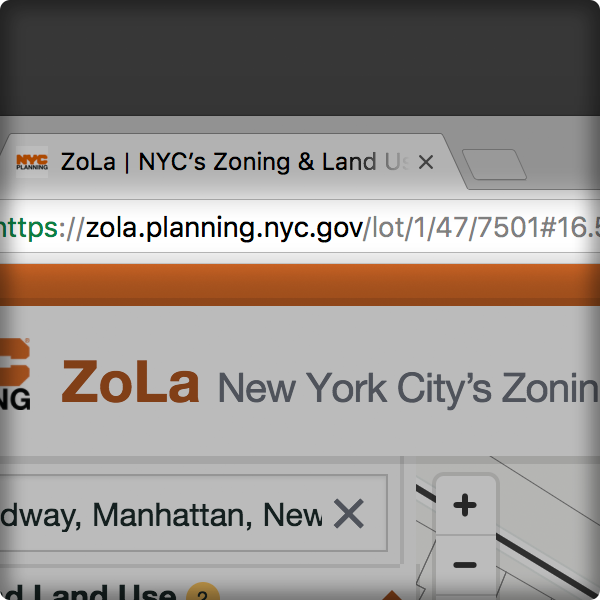 NYC
PLANNING
ZoLa | NYC’s Zoning & Land Us
https://zola.planning.nyc.gov/lot/1/47/7501#16.5
C
NG
ZoLa New York City’s Zonin
dway, Manhattan, New
+
−
d Land Use 2